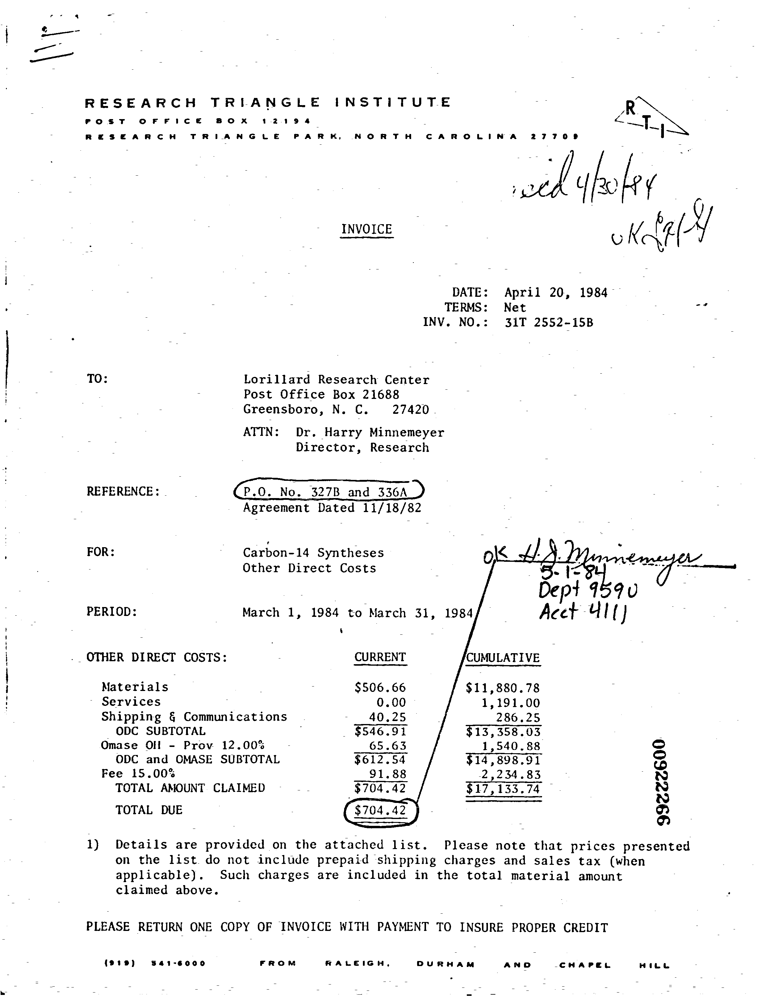 RESEARCH TRIANGLE INSTITUTE
POST OFFICE BOX 12194
RESEARCH TRIANGLE PARK, NORTH CAROLINA 27709
R
T
I
4/30/84
OK
INVOICE
DATE: April 20, 1984
TERMS: Net
INV. NO.: 31T 2552-15B
TO: Lorillard Research Center
Post Office Box 21688
Greensboro, N. C. 27420
ATTN: Dr. Harry Minnemeyer
Director, Research
REFERENCE: P.O. No. 327B and 336A
Agreement Dated 11/18/82
FOR: Carbon-14 Syntheses
Other Direct Costs
OK H. J. Minnemeyer
5-1-84
Dept 9590
Acct 4111
PERIOD: March 1, 1984 to March 31, 1984
OTHER DIRECT COSTS: CURRENT CUMULATIVE
Materials $506.66 $11,880.78
Services 0.00 1,191.00
Shipping & Communications 40.25 286.25
ODC SUBTOTAL $546.91 $13,358.03
Omase OH - Prov 12.00% 65.63 1,540.88
ODC and OMASE SUBTOTAL $612.54 $14,898.91
Fee 15.00% 91.88 2,234.83
TOTAL AMOUNT CLAIMED $704.42 $17,133.74
TOTAL DUE $704.42
00922266
1) Details are provided on the attached list. Please note that prices presented
on the list do not include prepaid shipping charges and sales tax (when
applicable). Such charges are included in the total material amount
claimed above.
PLEASE RETURN ONE COPY OF INVOICE WITH PAYMENT TO INSURE PROPER CREDIT
(919) 541-6000 FROM RALEIGH, DURHAM AND CHAPEL HILL